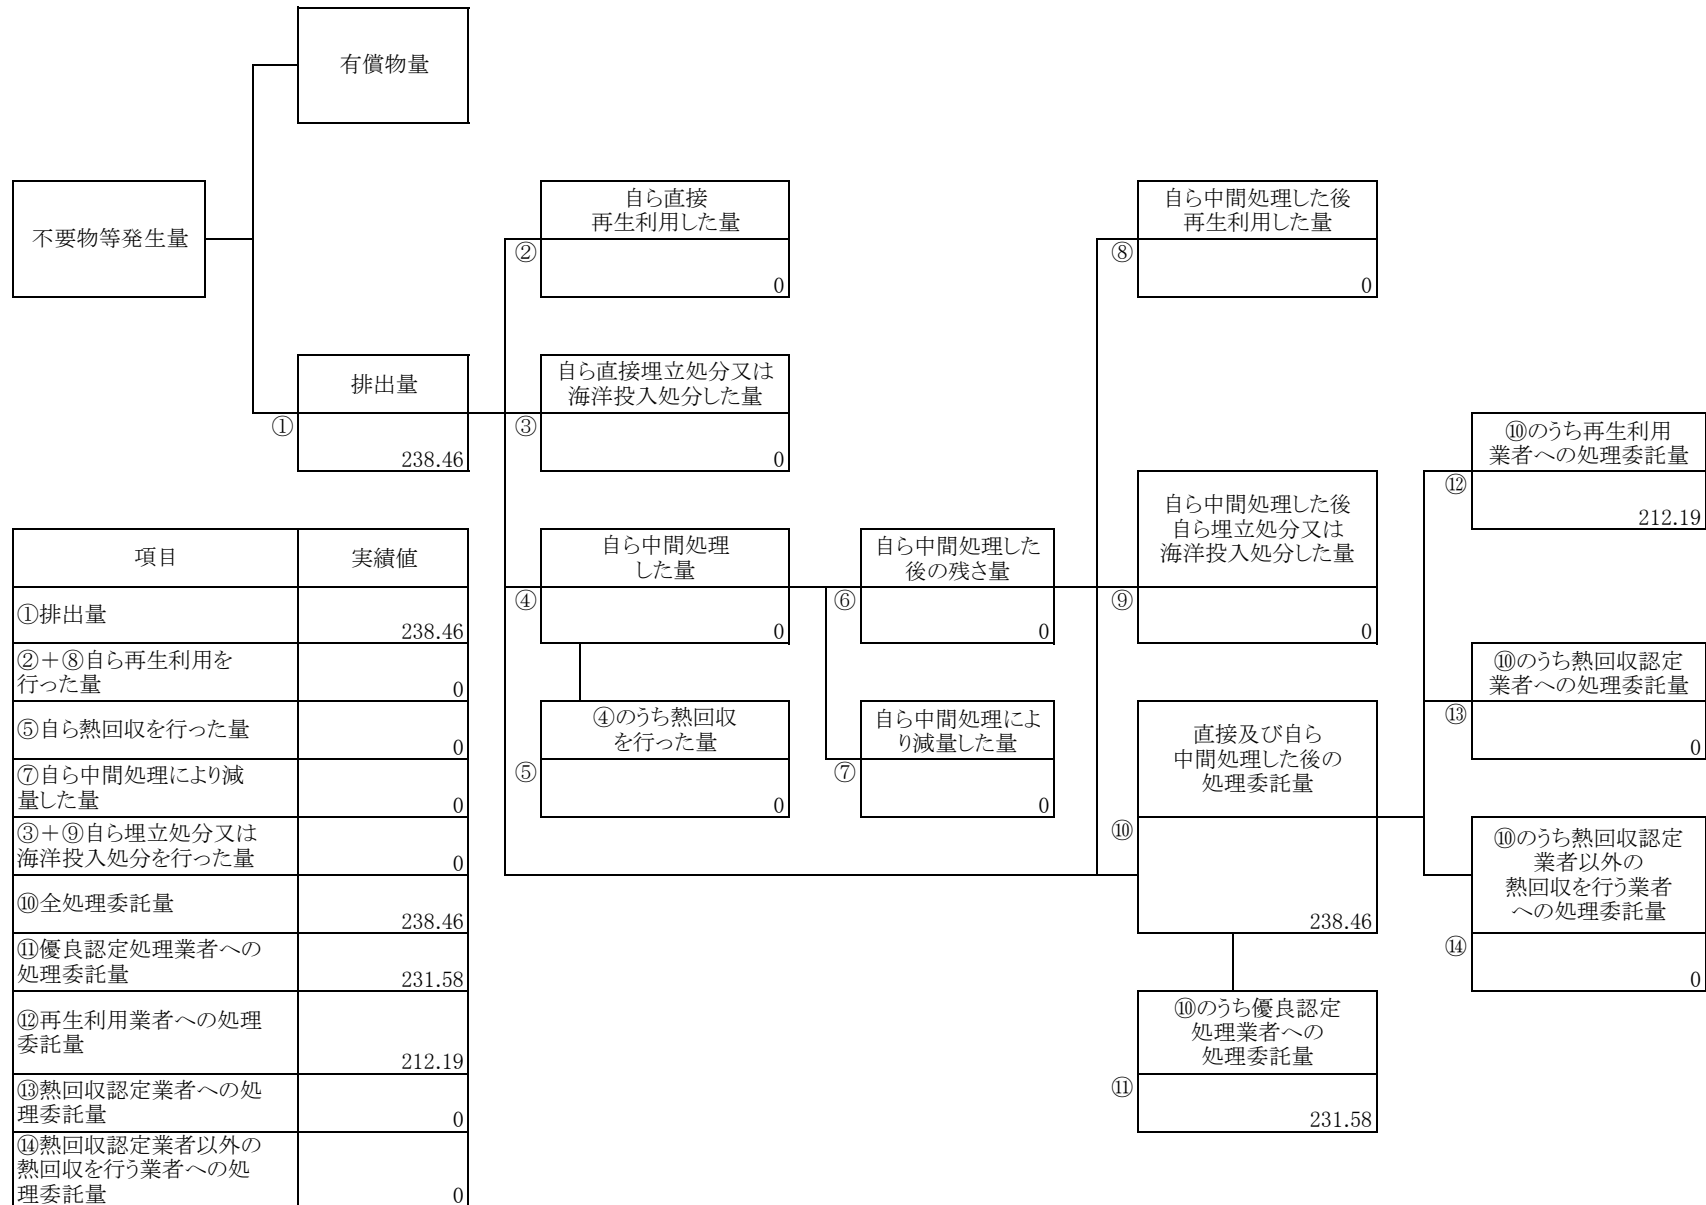 有償物量
不要物等発生量
自ら直接
再生利用した量
②
0
自ら中間処理した後
再生利用した量
⑧
0
排出量
①
238.46
自ら直接埋立処分又は
海洋投入処分した量
③
0
⑩のうち再生利用
業者への処理委託量
⑫
212.19
自ら中間処理
した量
④
0
自ら中間処理した
後の残さ量
⑥
0
自ら中間処理した後
自ら埋立処分又は
海洋投入処分した量
⑨
0
⑩のうち熱回収認定
業者への処理委託量
⑬
0
④のうち熱回収
を行った量
⑤
0
自ら中間処理によ
り減量した量
⑦
0
直接及び自ら
中間処理した後の
処理委託量
⑩
238.46
⑩のうち熱回収認定
業者以外の
熱回収を行う業者
への処理委託量
⑭
0
⑩のうち優良認定
処理業者への
処理委託量
⑪
231.58
項目 実績値
①排出量
238.46
②+⑧自ら再生利用を
行った量
0
⑤自ら熱回収を行った量
0
⑦自ら中間処理により減
量した量
0
③+⑨自ら埋立処分又は
海洋投入処分を行った量
0
⑩全処理委託量
238.46
⑪優良認定処理業者への
処理委託量
231.58
⑫再生利用業者への処理
委託量
212.19
⑬熱回収認定業者への処
理委託量
0
⑭熱回収認定業者以外の
熱回収を行う業者への処
理委託量
0